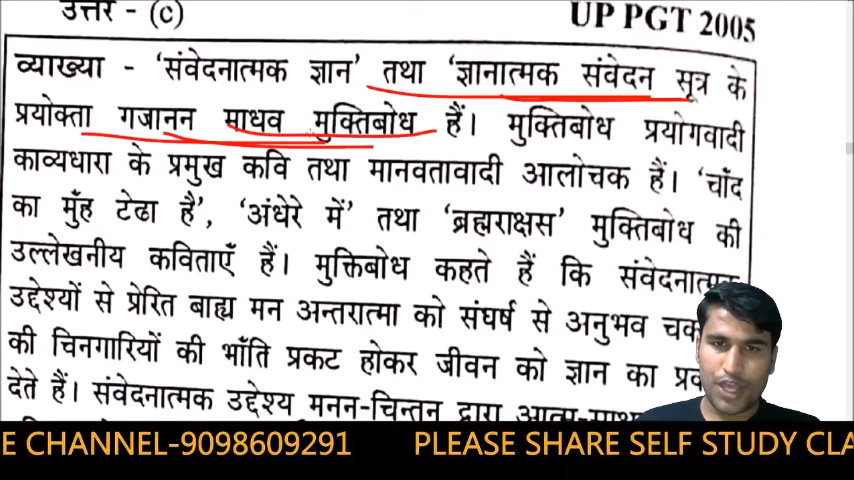 उत्तर - (c)
UP PGT 2005
व्याख्या - 'संवेदनात्मक ज्ञान' तथा 'ज्ञानात्मक संवेदन सूत्र के
प्रयोक्ता गजानन माधव मुक्तिबोध हैं। मुक्तिबोध प्रयोगवादी
काव्यधारा के प्रमुख कवि तथा मानवतावादी आलोचक हैं। 'चाँद
का मुँह टेढा है', 'अंधेरे में' तथा 'ब्रह्मराक्षस' मुक्तिबोध की
उल्लेखनीय कविताएँ हैं। मुक्तिबोध कहते हैं कि
उद्देश्यों से प्रेरित बाह्य मन अन्तरात्मा को संघर्ष से अनुभव
की चिनगारियों की भाँति प्रकट होकर जीवन को ज्ञान का
देते हैं। संवेदनात्मक उद्देश्य मनन-चिन्तन द्वारा
E CHANNEL-9098609291 PLEASE SHARE SELF STUDY CLA